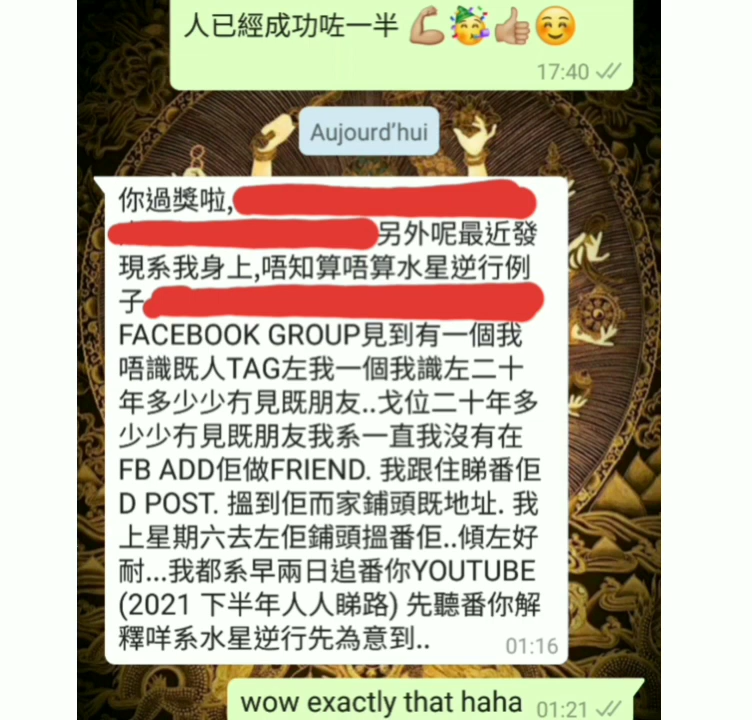 人已經成功咗一半 💪🥳👍☺️
17:40
Aujourd'hui
你過獎啦,
另外呢最近發
現系我身上,唔知算唔算水星逆行例
子
FACEBOOK GROUP見到有一個我
唔識既人TAG左我一個我識左二十
年多少少冇見既朋友..戈位二十年多
少少冇見既朋友我系一直我沒有在
FB ADD佢做FRIEND. 我跟住睇番佢
D POST. 搵到佢而家鋪頭既地址. 我
上星期六去左佢鋪頭搵番佢..傾左好
耐...我都系早兩日追番你YOUTUBE
(2021 下半年人人睇路) 先聽番你解
釋咩系水星逆行先為意到..
01:16
wow exactly that haha
01:21